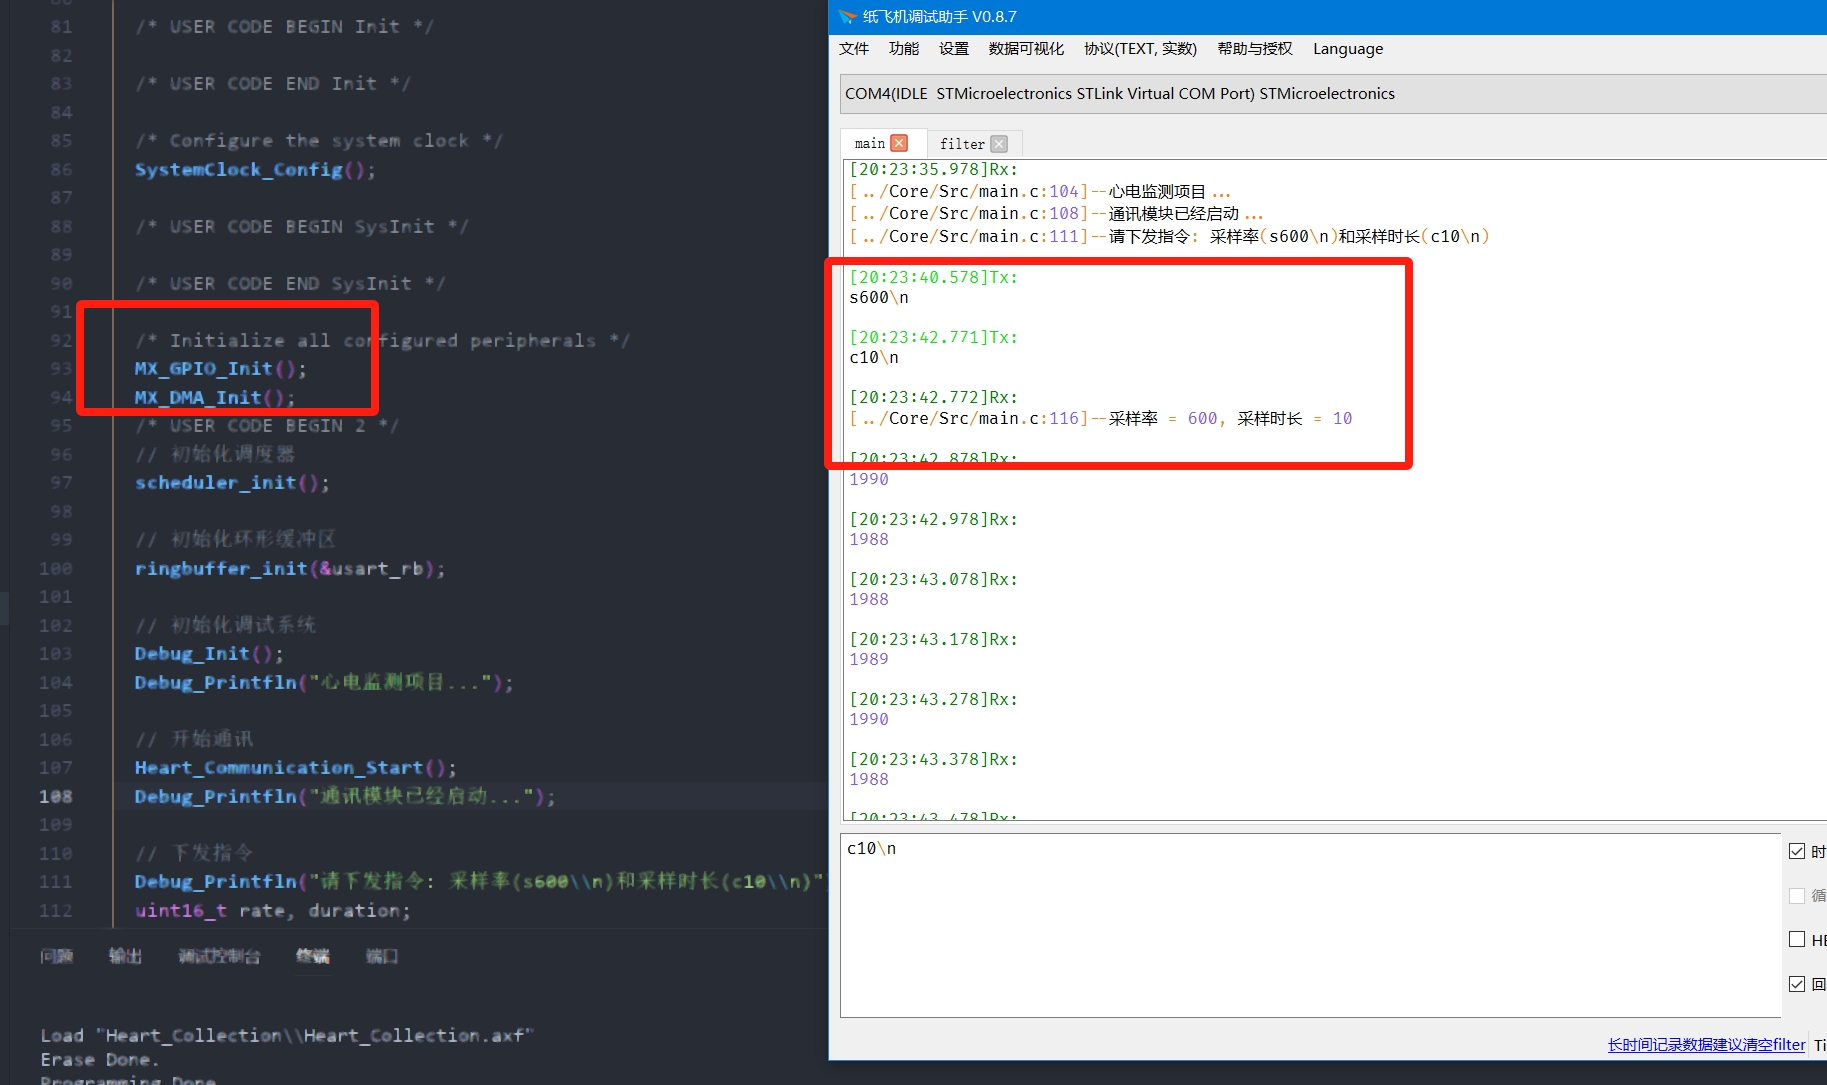 81 /* USER CODE BEGIN Init */
82
83 /* USER CODE END Init */
84
85 /* Configure the system clock */
86 SystemClock_Config();
87
88 /* USER CODE BEGIN SysInit */
89
90 /* USER CODE END SysInit */
91
92 /* Initialize all configured peripherals */
93 MX_GPIO_Init();
94 MX_DMA_Init();
95 /* USER CODE BEGIN 2 */
96 // 初始化调度器
97 scheduler_init();
98
99 // 初始化环形缓冲区
100 ringbuffer_init(&usart_rb);
101
102 // 初始化调试系统
103 Debug_Init();
104 Debug_Printfln("心电监测项目...");
105
106 // 开始通讯
107 Heart_Communication_Start();
108 Debug_Printfln("通讯模块已经启动...");
109
110 // 下发指令
111 Debug_Printfln("请下发指令: 采样率(s600\\n)和采样时长(c10\\n)"
112 uint16_t rate, duration;
问题 输出 调试控制台 终端 端口
Load "Heart_Collection\\Heart_Collection.axf"
Erase Done.
Programming Done
纸飞机调试助手 V0.8.7
文件 功能 设置 数据可视化 协议(TEXT, 实数) 帮助与授权 Language
COM4(IDLE STMicroelectronics STLink Virtual COM Port) STMicroelectronics
main filter
[20:23:35.978]Rx:
[../Core/Src/main.c:104]--心电监测项目...
[../Core/Src/main.c:108]--通讯模块已经启动...
[../Core/Src/main.c:111]--请下发指令: 采样率(s600\n)和采样时长(c10\n)
[20:23:40.578]Tx:
s600\n
[20:23:42.771]Tx:
c10\n
[20:23:42.772]Rx:
[../Core/Src/main.c:116]--采样率 = 600, 采样时长 = 10
[20:23:42.878]Rx:
1990
[20:23:42.978]Rx:
1988
[20:23:43.078]Rx:
1988
[20:23:43.178]Rx:
1989
[20:23:43.278]Rx:
1990
[20:23:43.378]Rx:
1988
[20:23:43.478]Rx:
c10\n
时
循
HE
回
长时间记录数据建议清空filter Ti